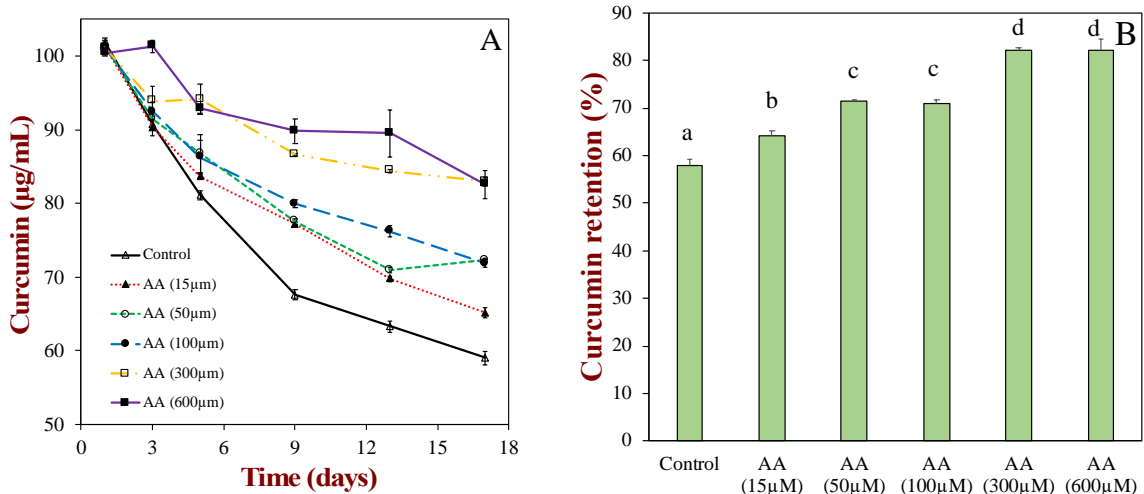 A
Curcumin (µg/mL)
100
90
80
70
60
50
Control
AA (15µm)
AA (50µm)
AA (100µm)
AA (300µm)
AA (600µm)
0 3 6 9 12 15 18
Time (days)
B
Curcumin retention (%)
90
80
70
60
50
40
30
20
10
0
a
b
c
c
d
d
Control AA AA AA AA AA
(15µM) (50µM) (100µM) (300µM) (600µM)